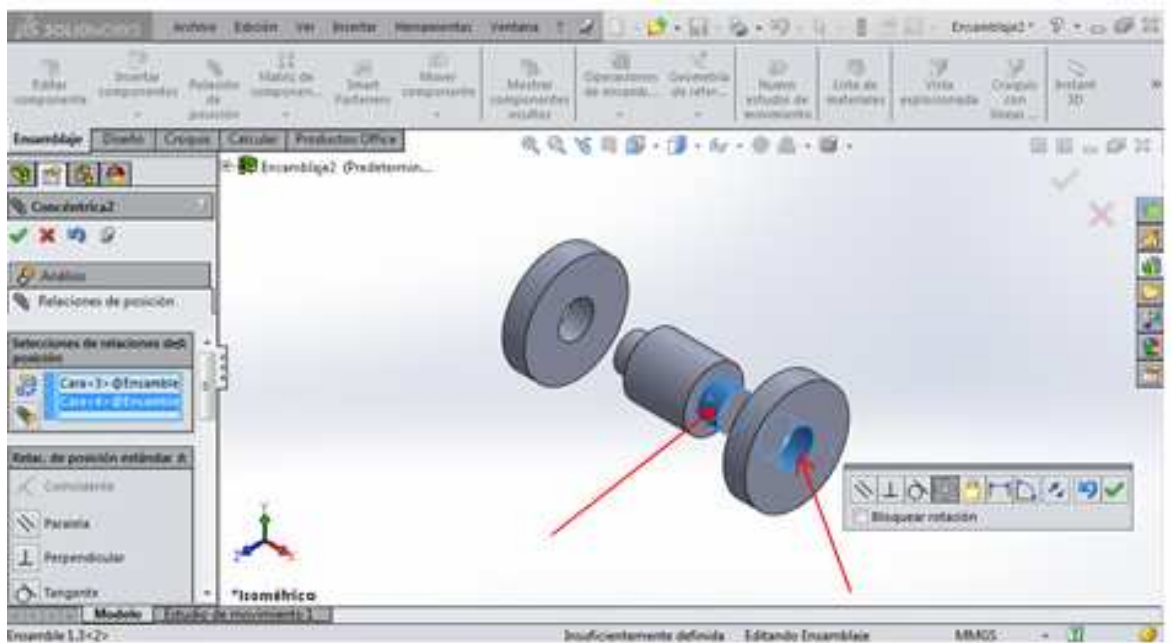 SOLIDWORKS Archivo Edición Ver Insertar Herramientas Ventana ? Ensamblaje2 *
Editar componente
Insertar componentes
Relación de posición
Matriz de componen...
Smart Fasteners
Mover componente
Mostrar componentes ocultos
Operaciones de ensamb...
Geometría de refer...
Nuevo estudio de movimiento
Lista de materiales
Vista explosionada
Croquis con líneas ...
Instant 3D
Ensamblaje Diseño Croquis Calcular Productos Office
Ensamblaje2 (Predetermin...
Concéntrica2
Análisis
Relaciones de posición
Selecciones de relaciones de
posición
Cara<3>@Ensamble
Cara<4>@Ensamble
Relac. de posición estándar
Coincidente
Paralela
Perpendicular
Tangente
Bloquear rotación
Y
Z
*Isométrico
Modelo Estudio de movimiento 1
Ensamble 1.3<2> Insuficientemente definida Editando Ensamblaje MMGS